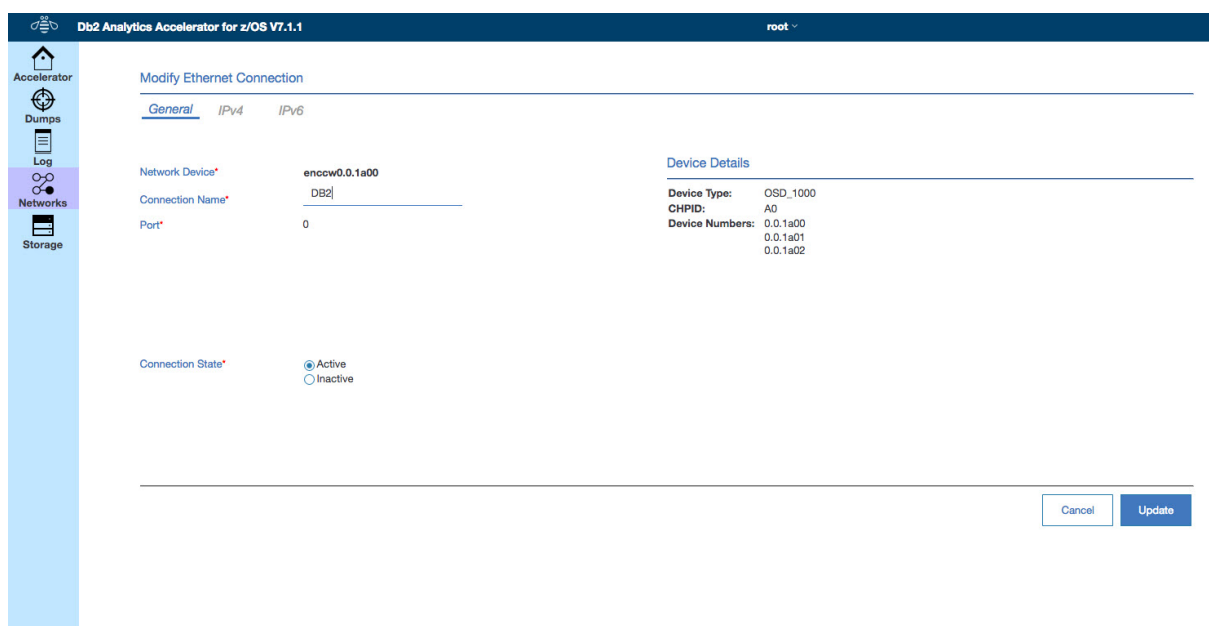 Db2 Analytics Accelerator for z/OS V7.1.1
root
Accelerator
Dumps
Log
Networks
Storage
Modify Ethernet Connection
General IPv4 IPv6
Network Device* enccw0.0.1a00
Connection Name* DB2
Port* 0
Connection State* Active
Inactive
Device Details
Device Type: OSD_1000
CHPID: A0
Device Numbers: 0.0.1a00
0.0.1a01
0.0.1a02
Cancel Update